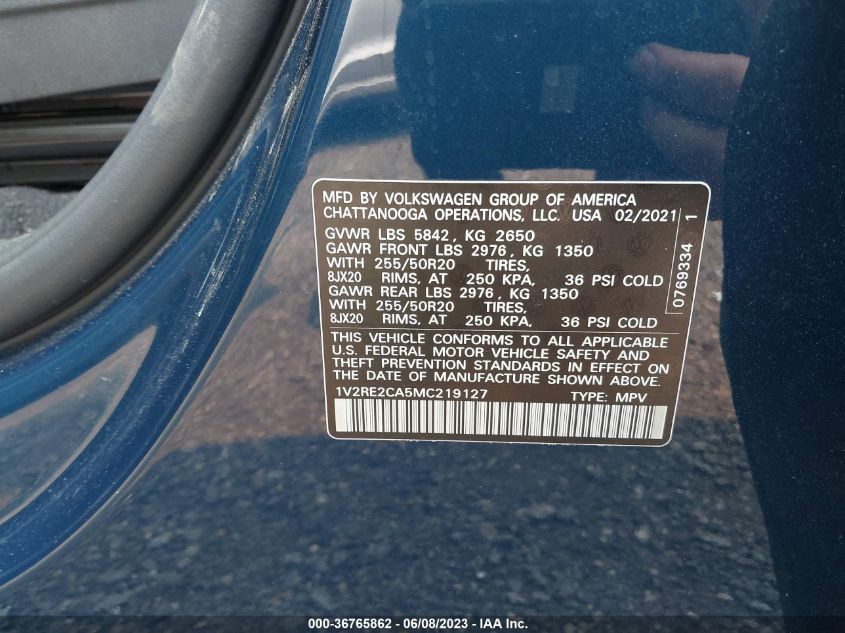 MFD BY VOLKSWAGEN GROUP OF AMERICA
CHATTANOOGA OPERATIONS, LLC. USA 02/2021
GVWR LBS 5842, KG 2650
GAWR FRONT LBS 2976, KG 1350
WITH 255/50R20 TIRES,
8JX20 RIMS, AT 250 KPA, 36 PSI COLD
GAWR REAR LBS 2976, KG 1350
WITH 255/50R20 TIRES,
8JX20 RIMS, AT 250 KPA, 36 PSI COLD
THIS VEHICLE CONFORMS TO ALL APPLICABLE
U.S. FEDERAL MOTOR VEHICLE SAFETY AND
THEFT PREVENTION STANDARDS IN EFFECT ON
THE DATE OF MANUFACTURE SHOWN ABOVE.
1V2RE2CA5MC219127 TYPE: MPV
0769334 1
000-36765862 - 06/08/2023 - IAA Inc.